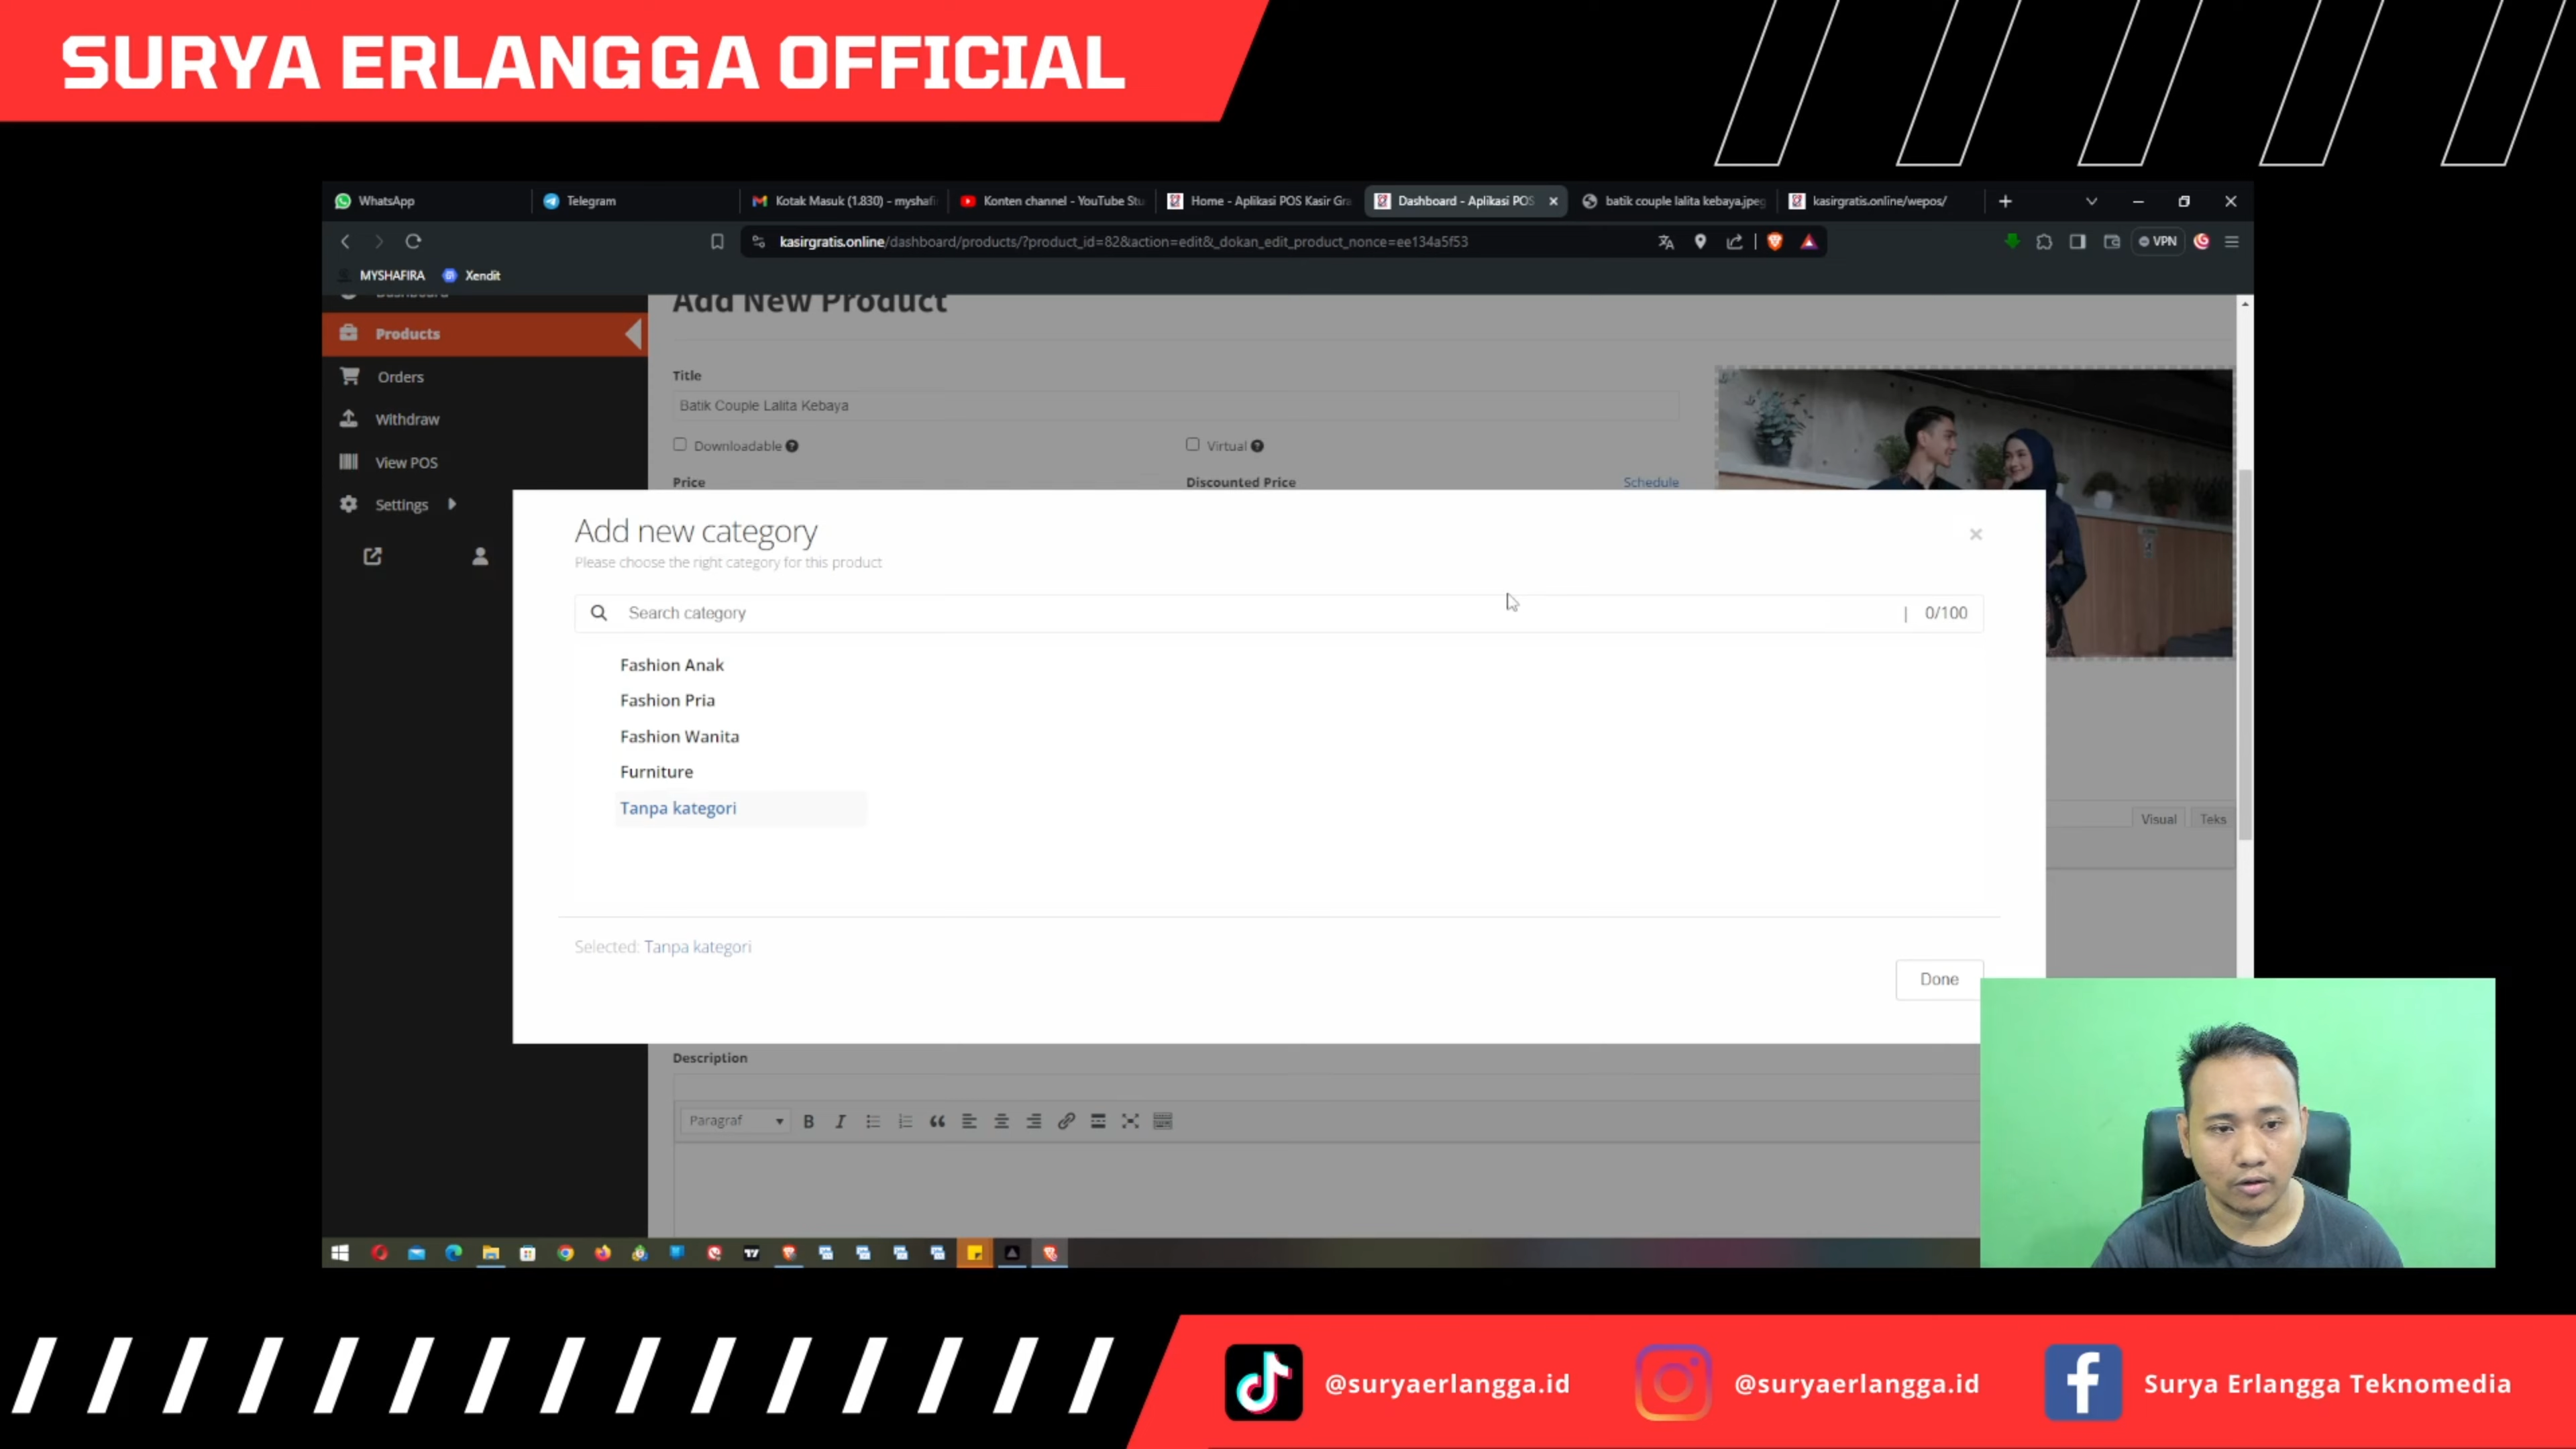 SURYA ERLANGGA OFFICIAL
WhatsApp
Telegram
Kotak Masuk (1.830) - myshafi
Konten channel - YouTube Stu
Home - Aplikasi POS Kasir Gra
Dashboard - Aplikasi POS
batik couple lalita kebaya.jpeg
kasirgratis.online/wepos/
kasirgratis.online/dashboard/products/?product_id=82&action=edit&_dokan_edit_product_nonce=ee134a5f53
VPN
MYSHAFIRA
Xendit
Dashboard
Products
Orders
Withdraw
View POS
Settings
Add New Product
Title
Batik Couple Lalita Kebaya
Downloadable
Virtual
Price
Discounted Price
Schedule
Add new category
Please choose the right category for this product
Search category
| 0/100
Fashion Anak
Fashion Pria
Fashion Wanita
Furniture
Tanpa kategori
Selected: Tanpa kategori
Done
Visual
Teks
Description
Paragraf
B
I
@suryaerlangga.id
@suryaerlangga.id
Surya Erlangga Teknomedia